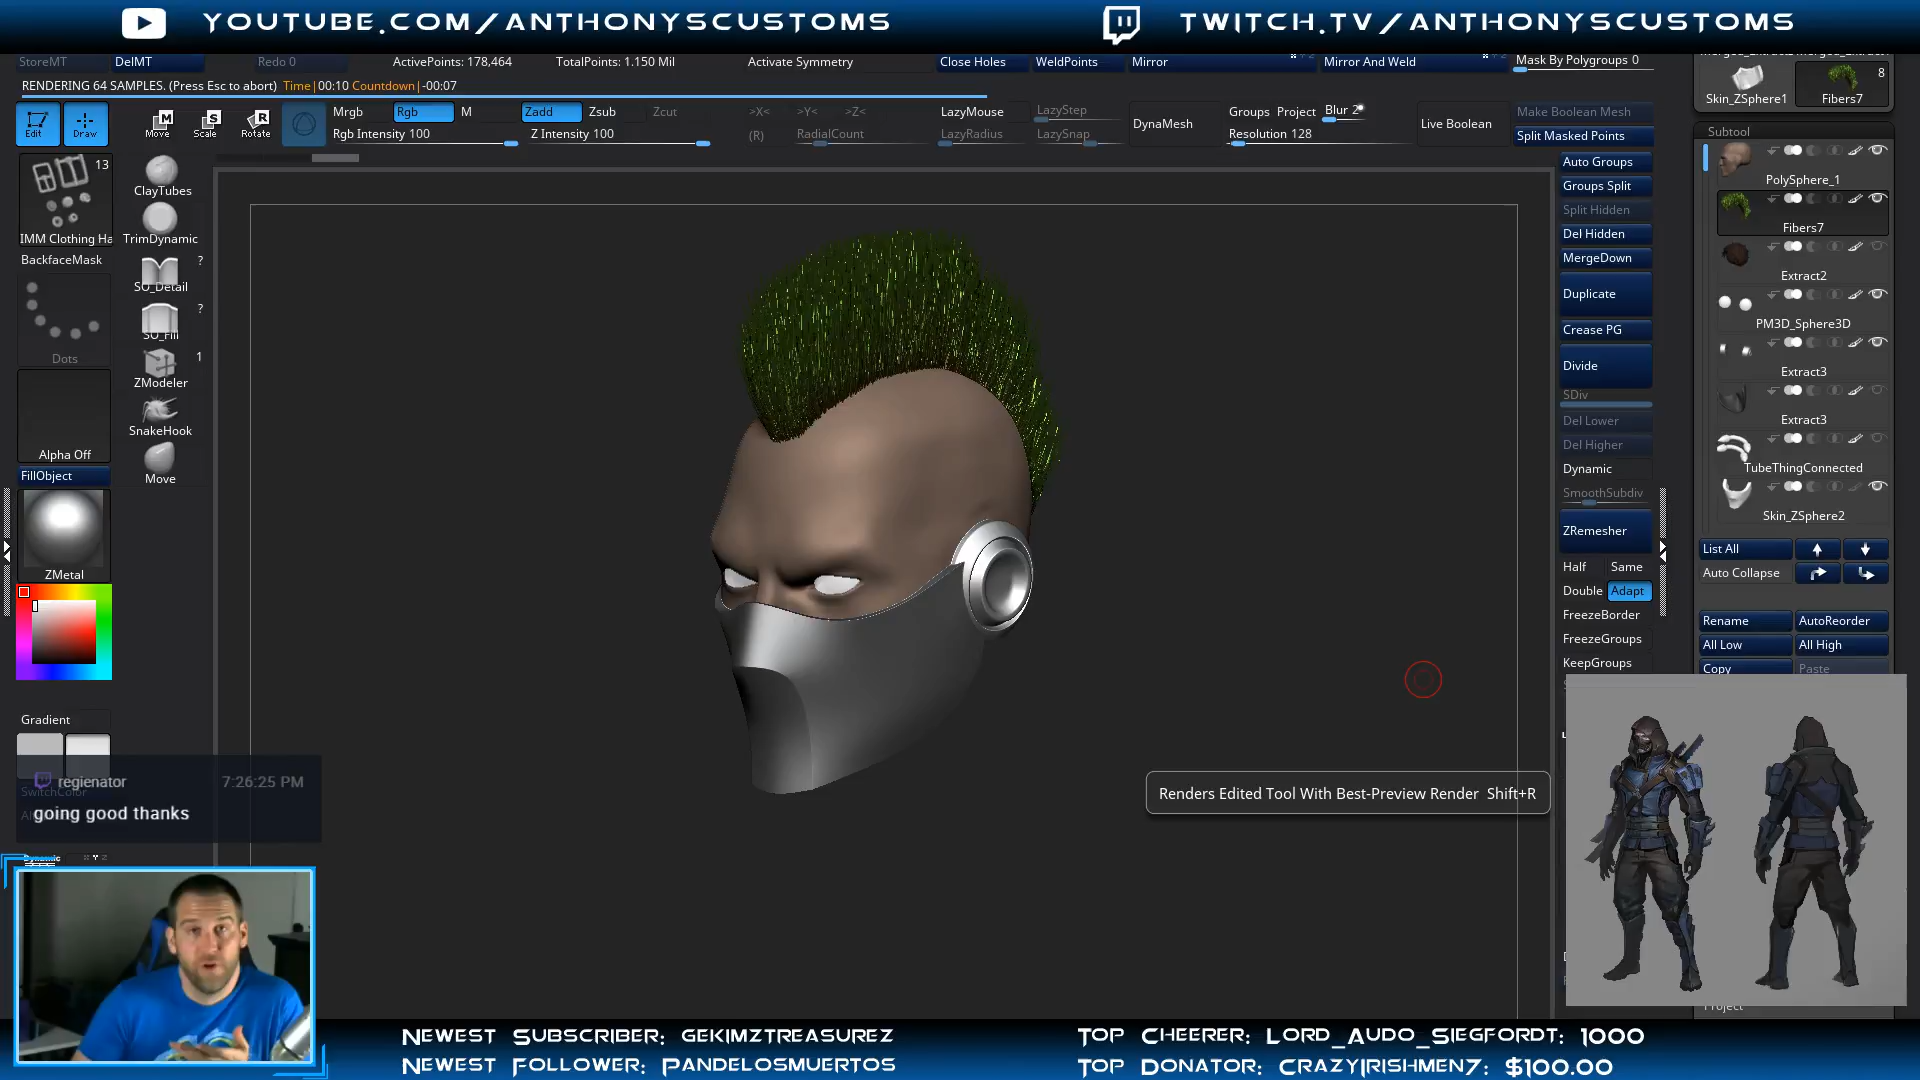 YOUTUBE.COM/ANTHONYSCUSTOMS
TWITCH.TV/ANTHONYSCUSTOMS
StoreMT
DelMT
Redo 0
ActivePoints: 178,464
TotalPoints: 1.150 Mil
Activate Symmetry
Close Holes
WeldPoints
Mirror
Mirror And Weld
Mask By Polygroups 0
RENDERING 64 SAMPLES. (Press Esc to abort) Time|00:10 Countdown|-00:07
Edit
Draw
Move
Scale
Rotate
Mrgb
Rgb
M
Rgb Intensity 100
Zadd
Zsub
Zcut
Z Intensity 100
>X<
>Y<
>Z<
(R)
RadialCount
LazyMouse
LazyRadius
LazyStep
LazySnap
DynaMesh
Groups
Project
Blur 2
Resolution 128
Live Boolean
Make Boolean Mesh
Split Masked Points
Skin_ZSphere1
8
Fibers7
13
IMM Clothing Ha
BackfaceMask
Dots
Alpha Off
FillObject
ZMetal
Gradient
ClayTubes
TrimDynamic
?
SO_Detail
?
SO_Fill
1
ZModeler
SnakeHook
Move
Auto Groups
Groups Split
Split Hidden
Del Hidden
MergeDown
Duplicate
Crease PG
Divide
SDiv
Del Lower
Del Higher
Dynamic
SmoothSubdiv
ZRemesher
Half
Same
Double
Adapt
FreezeBorder
FreezeGroups
KeepGroups
Subtool
PolySphere_1
Fibers7
Extract2
PM3D_Sphere3D
Extract3
Extract3
TubeThingConnected
Skin_ZSphere2
List All
Auto Collapse
Rename
AutoReorder
All Low
All High
Copy
Paste
Renders Edited Tool With Best-Preview Render Shift+R
regienator
7:26:25 PM
SwitchColor
going good thanks
Dynamic
Project
NEWEST SUBSCRIBER: GEKIMZTREASUREZ
NEWEST FOLLOWER: PANDELOSMUERTOS
TOP CHEERER: LORD_AUDO_SIEGFORDT: 1000
TOP DONATOR: CRAZYIRISHMEN7: $100.00